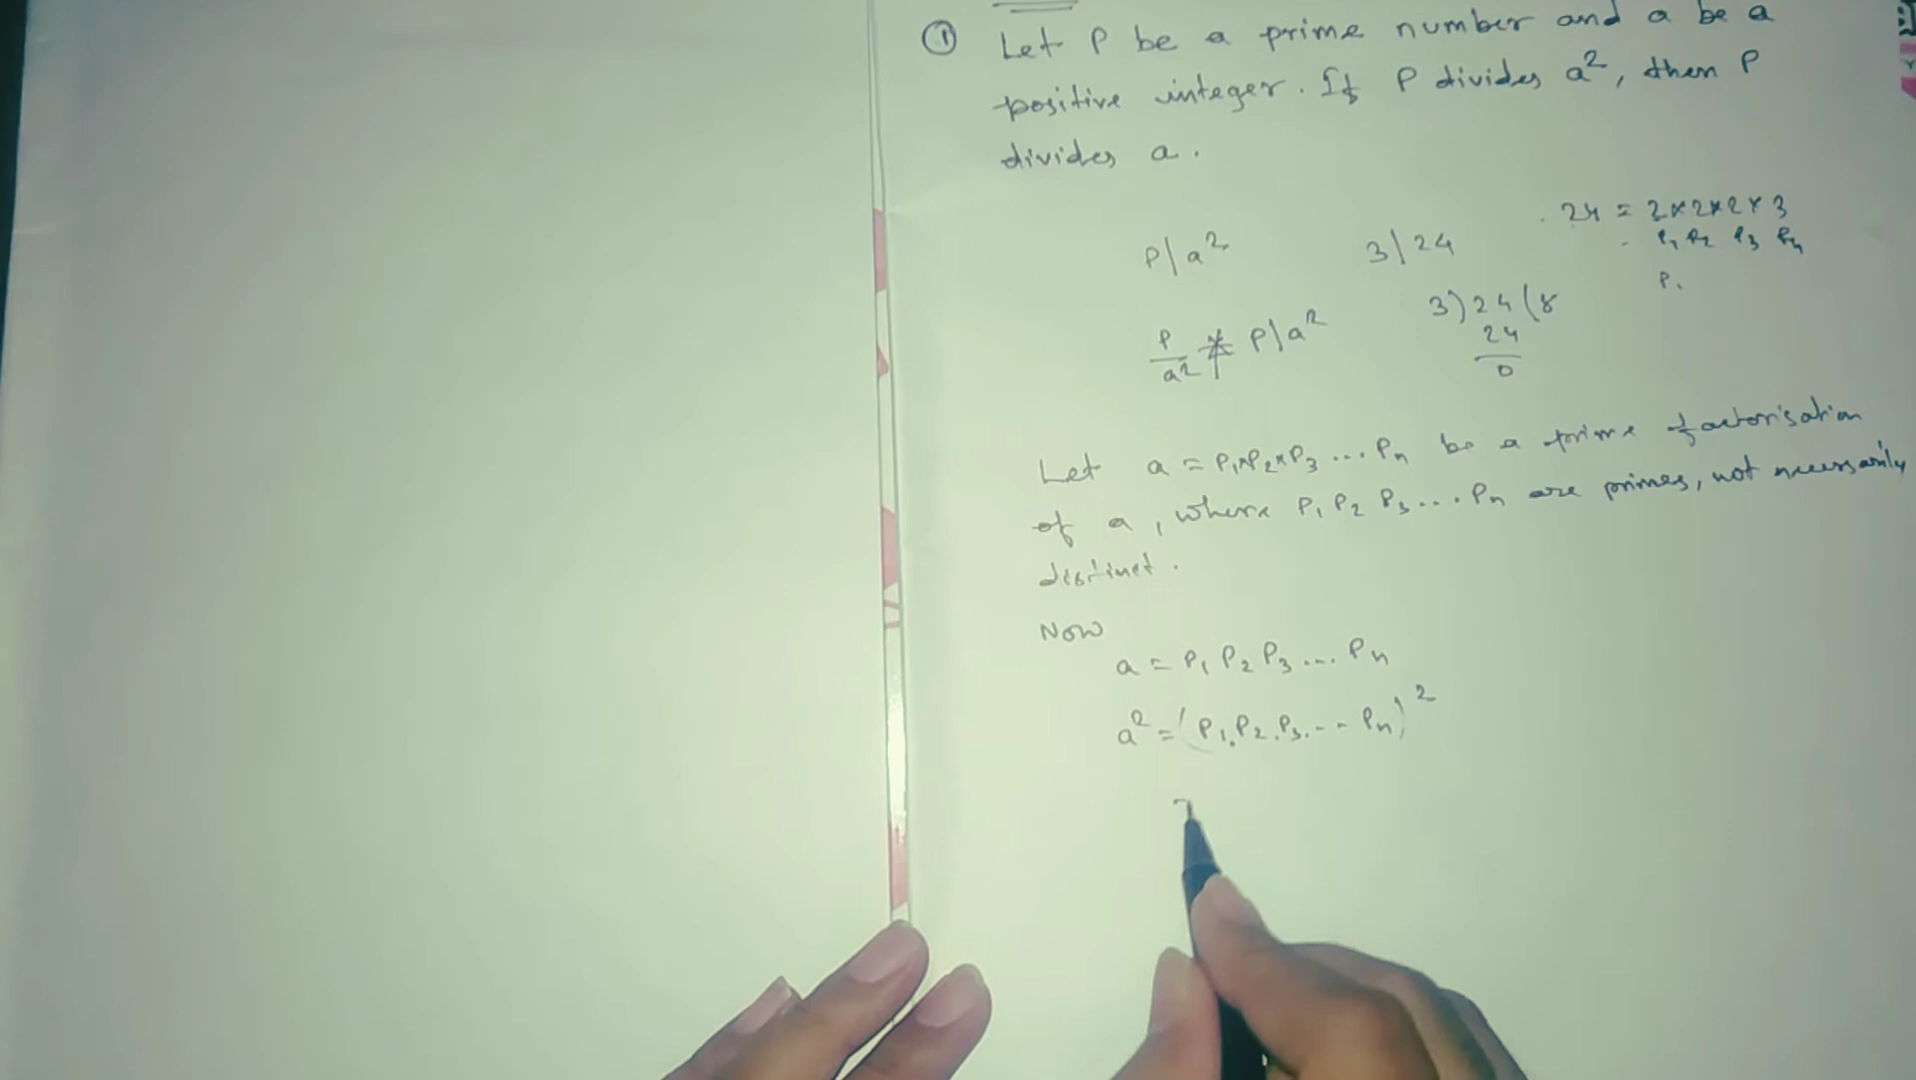 ① Let P be a prime number and a be a
positive integer. If P divides a², then P
divides a.
24 = 2×2×2×3
P₁ P₂ P₃ P₄
P₁
P|a² 3|24
3)24(8
24
0
P/a² ≠ P|a²
Let a = P₁×P₂×P₃ ... Pₙ be a prime factorisation
of a, where P₁ P₂ P₃ ... Pₙ are primes, not necessarily
distinct.
Now
a = P₁ P₂ P₃ ... Pₙ
a² = (P₁.P₂.P₃. -- Pₙ)²